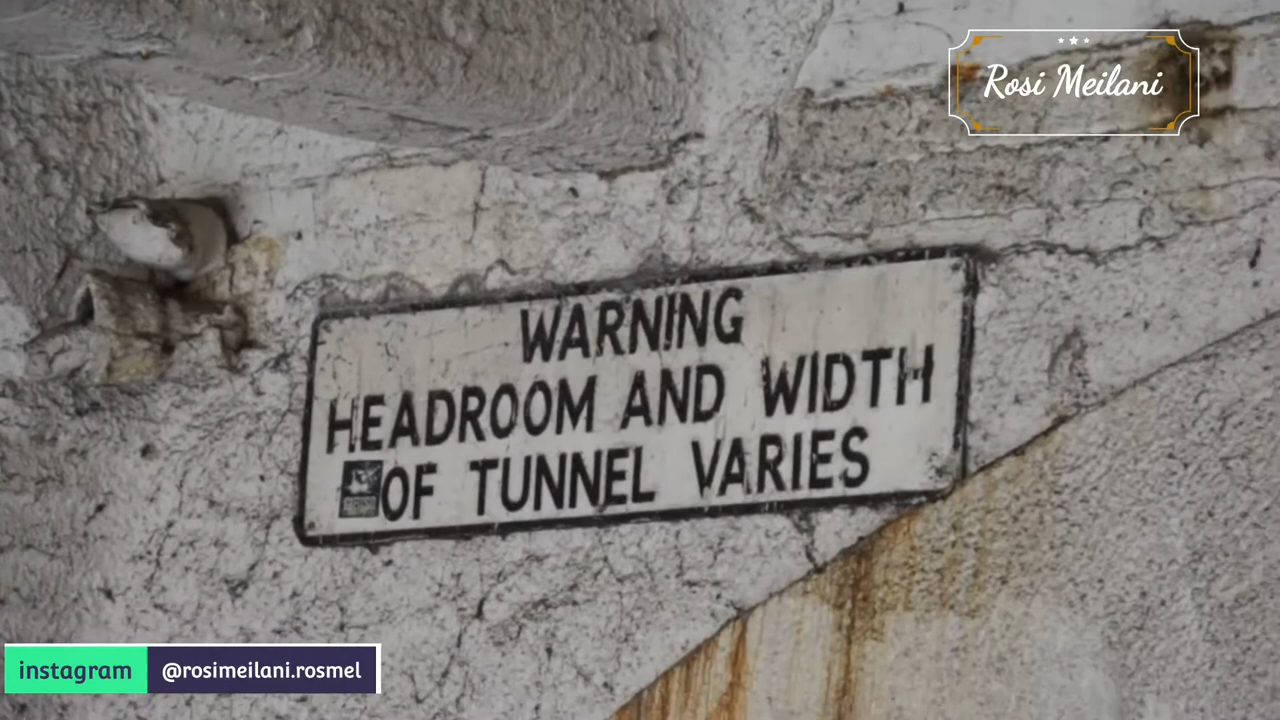 Rosi Meilani
WARNING
HEADROOM AND WIDTH
OF TUNNEL VARIES
instagram @rosimeilani.rosmel